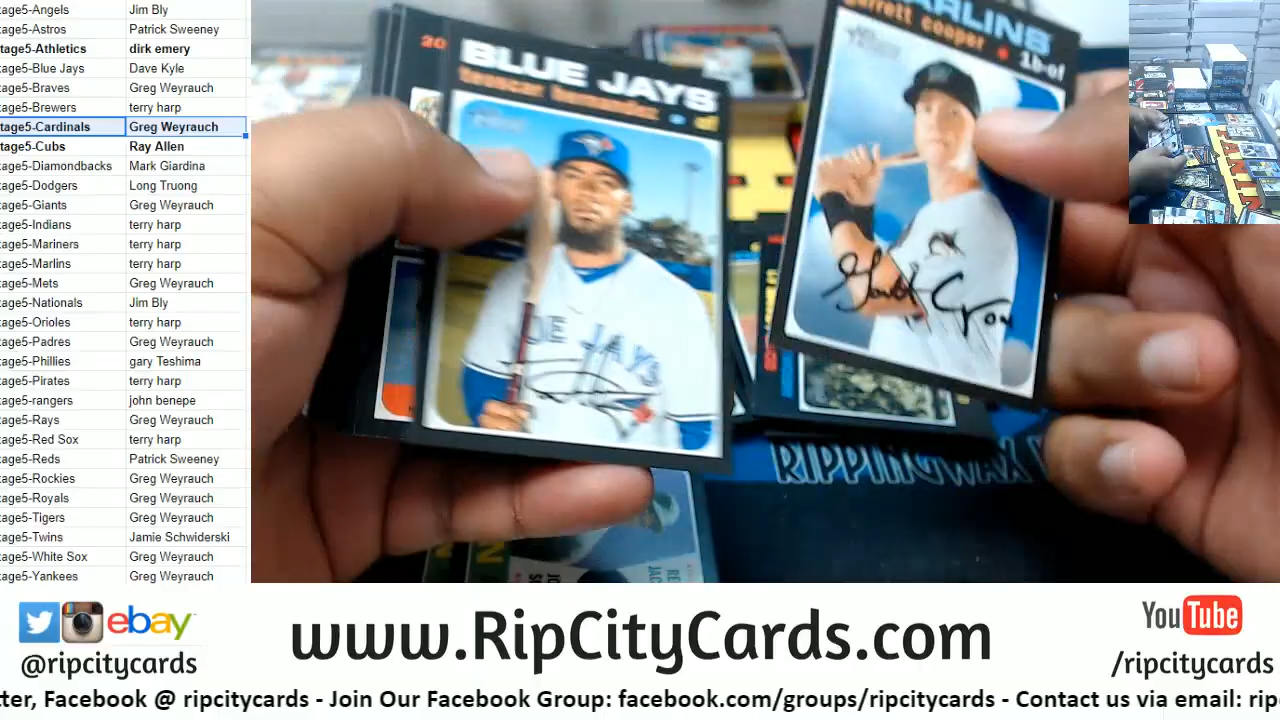 tage5-Angels Jim Bly
tage5-Astros Patrick Sweeney
tage5-Athletics dirk emery
tage5-Blue Jays Dave Kyle
tage5-Braves Greg Weyrauch
tage5-Brewers terry harp
tage5-Cardinals Greg Weyrauch
tage5-Cubs Ray Allen
tage5-Diamondbacks Mark Giardina
tage5-Dodgers Long Truong
tage5-Giants Greg Weyrauch
tage5-Indians terry harp
tage5-Mariners terry harp
tage5-Marlins terry harp
tage5-Mets Greg Weyrauch
tage5-Nationals Jim Bly
tage5-Orioles terry harp
tage5-Padres Greg Weyrauch
tage5-Phillies gary Teshima
tage5-Pirates terry harp
tage5-rangers john benepe
tage5-Rays Greg Weyrauch
tage5-Red Sox terry harp
tage5-Reds Patrick Sweeney
tage5-Rockies Greg Weyrauch
tage5-Royals Greg Weyrauch
tage5-Tigers Greg Weyrauch
tage5-Twins Jamie Schwiderski
tage5-White Sox Greg Weyrauch
tage5-Yankees Greg Weyrauch
20
BLUE JAYS
teoscar hernandez • of
ARLINS
garrett cooper • 1b-of
RIPPINGWAX
ebay
@ripcitycards
www.RipCityCards.com
YouTube
/ripcitycards
tter, Facebook @ ripcitycards - Join Our Facebook Group: facebook.com/groups/ripcitycards - Contact us via email: rip